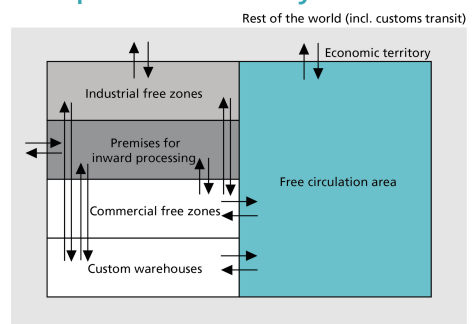 Rest of the world (incl. customs transit)
Economic territory
Industrial free zones
Premises for
inward processing
Free circulation area
Commercial free zones
Custom warehouses